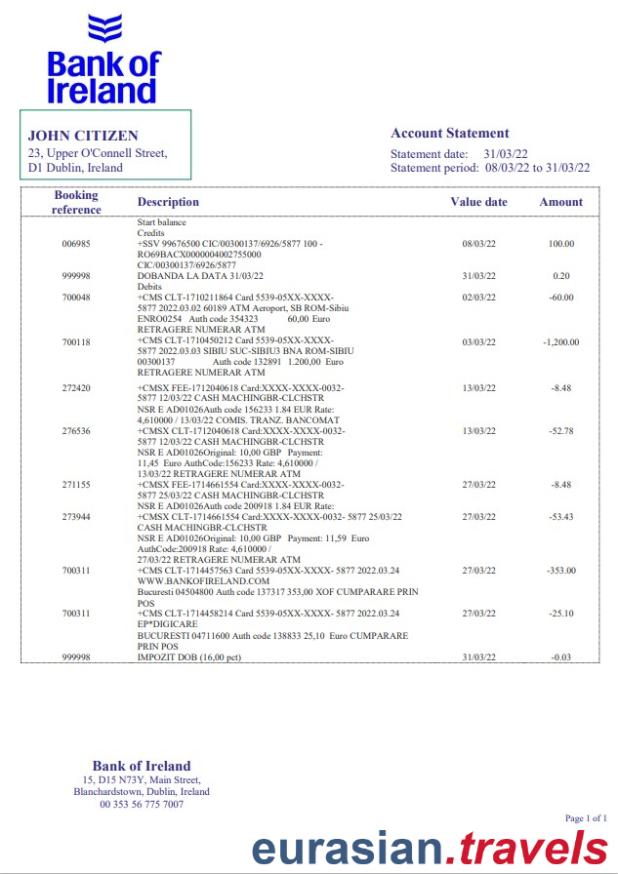 Bank of
Ireland
JOHN CITIZEN
23, Upper O'Connell Street,
D1 Dublin, Ireland
Account Statement
Statement date: 31/03/22
Statement period: 08/03/22 to 31/03/22
Booking reference Description Value date Amount
Start balance
Credits
006985 +SSV 99676500 CIC/00300137/6926/5877 100 - 08/03/22 100.00
RO69BACX0000004002755000
CIC/00300137/6926/5877
999998 DOBANDA LA DATA 31/03/22 31/03/22 0.20
Debits
700048 +CMS CLT-1710211864 Card 5539-05XX-XXXX- 02/03/22 -60.00
5877 2022.03.02 60189 ATM Aeroport, SB ROM-Sibiu
ENRO0254 Auth code 354323 60,00 Euro
RETRAGERE NUMERAR ATM
700118 +CMS CLT-1710450212 Card 5539-05XX-XXXX- 03/03/22 -1,200.00
5877 2022.03.03 SIBIU SUC-SIBIU3 BNA ROM-SIBIU
00300137 Auth code 132891 1.200,00 Euro
RETRAGERE NUMERAR ATM
272420 +CMSX FEE-1712040618 Card:XXXX-XXXX-0032- 13/03/22 -8.48
5877 12/03/22 CASH MACHINGBR-CLCHSTR
NSR E AD01026Auth code 156233 1.84 EUR Rate:
4,610000 / 13/03/22 COMIS. TRANZ. BANCOMAT
276536 +CMSX CLT-1712040618 Card:XXXX-XXXX-0032- 13/03/22 -52.78
5877 12/03/22 CASH MACHINGBR-CLCHSTR
NSR E AD01026Original: 10,00 GBP Payment:
11,45 Euro AuthCode:156233 Rate: 4,610000 /
13/03/22 RETRAGERE NUMERAR ATM
271155 +CMSX FEE-1714661554 Card:XXXX-XXXX-0032- 27/03/22 -8.48
5877 25/03/22 CASH MACHINGBR-CLCHSTR
NSR E AD01026Auth code 200918 1.84 EUR Rate:
273944 +CMSX CLT-1714661554 Card:XXXX-XXXX-0032- 5877 25/03/22 27/03/22 -53.43
CASH MACHINGBR-CLCHSTR
NSR E AD01026Original: 10,00 GBP Payment: 11,59 Euro
AuthCode:200918 Rate: 4,610000 /
27/03/22 RETRAGERE NUMERAR ATM
700311 +CMS CLT-1714457563 Card 5539-05XX-XXXX- 5877 2022.03.24 27/03/22 -353.00
WWW.BANKOFIRELAND.COM
Bucuresti 04504800 Auth code 137317 353,00 XOF CUMPARARE PRIN
POS
700311 +CMS CLT-1714458214 Card 5539-05XX-XXXX- 5877 2022.03.24 27/03/22 -25.10
EP*DIGICARE
BUCURESTI 04711600 Auth code 138833 25,10 Euro CUMPARARE
PRIN POS
999998 IMPOZIT DOB (16,00 pct) 31/03/22 -0.03
Bank of Ireland
15, D15 N73Y, Main Street,
Blanchardstown, Dublin, Ireland
00 353 56 775 7007
Page 1 of 1
eurasian.travels